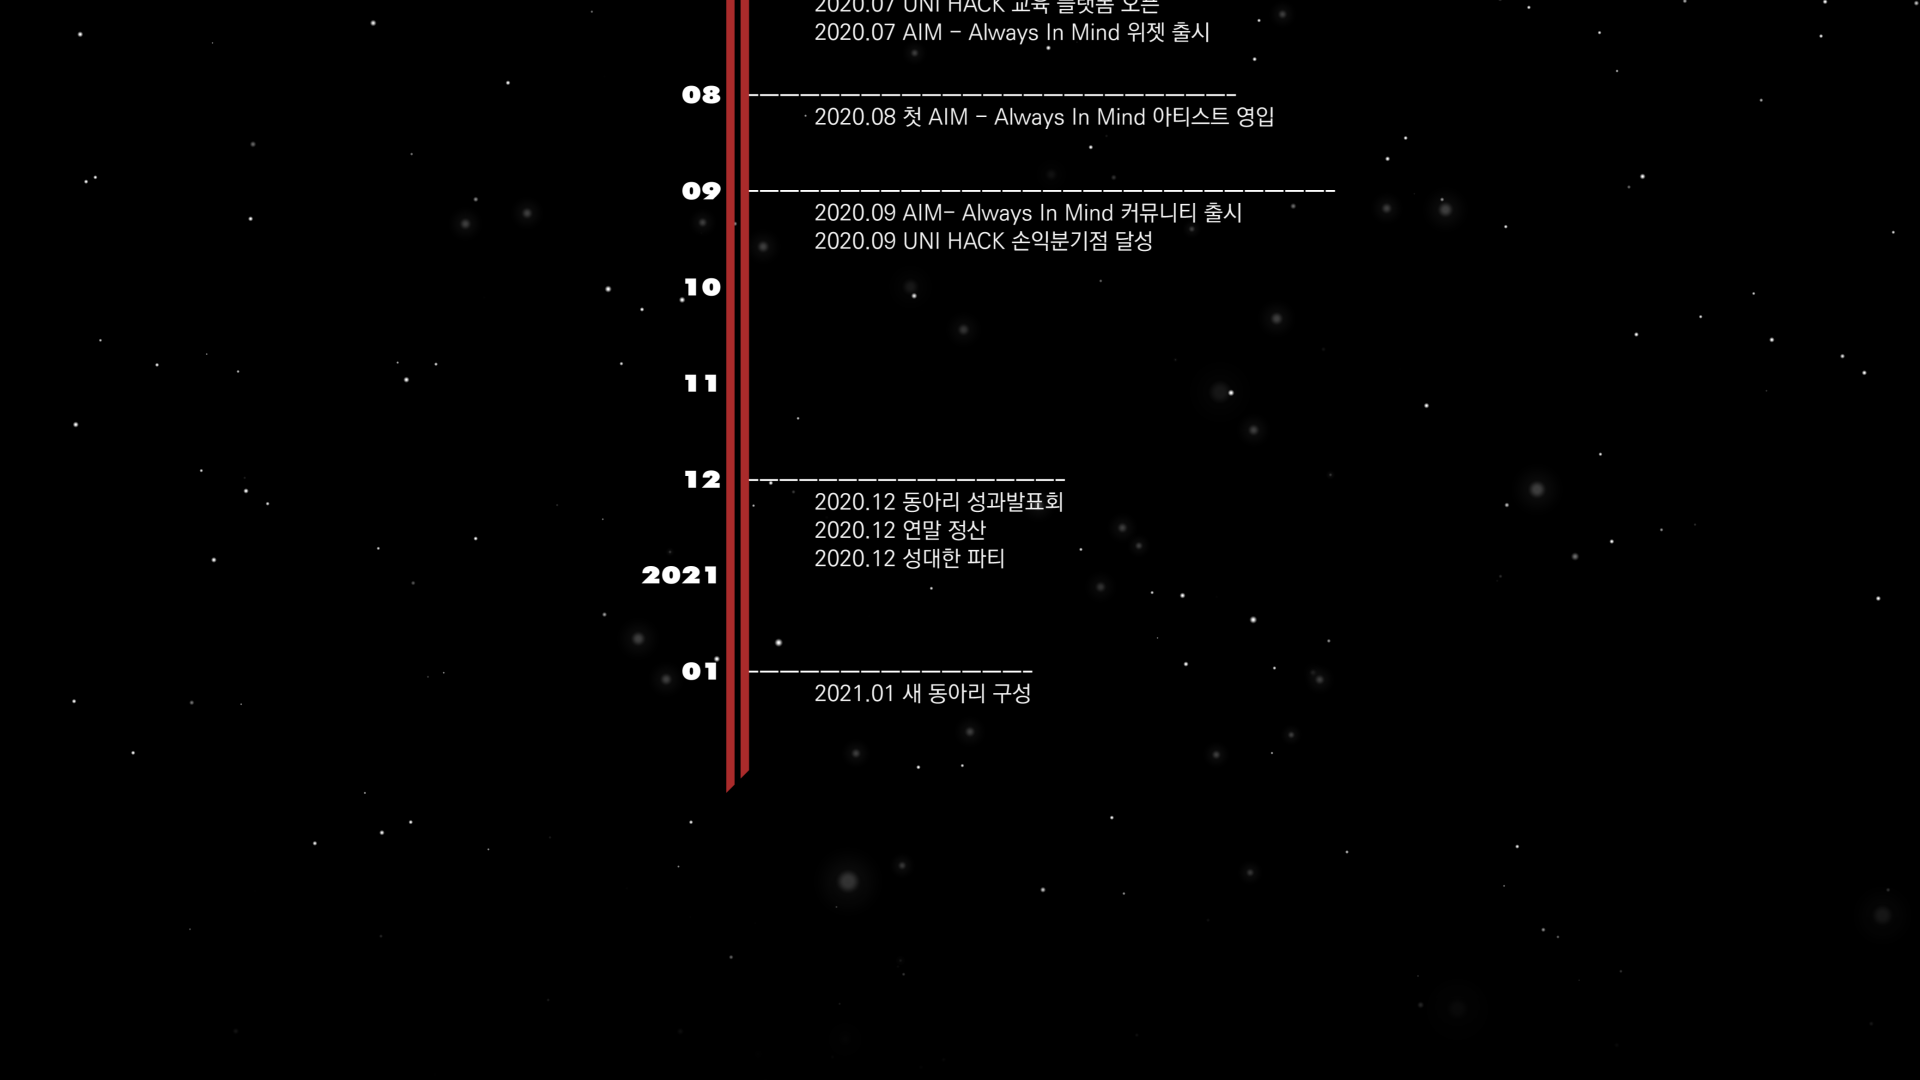 2020.07 UNI HACK 교육 플랫폼 오픈
2020.07 AIM - Always In Mind 위젯 출시
08
2020.08 첫 AIM - Always In Mind 아티스트 영입
09
2020.09 AIM- Always In Mind 커뮤니티 출시
2020.09 UNI HACK 손익분기점 달성
10
11
12
2020.12 동아리 성과발표회
2020.12 연말 정산
2020.12 성대한 파티
2021
01
2021.01 새 동아리 구성